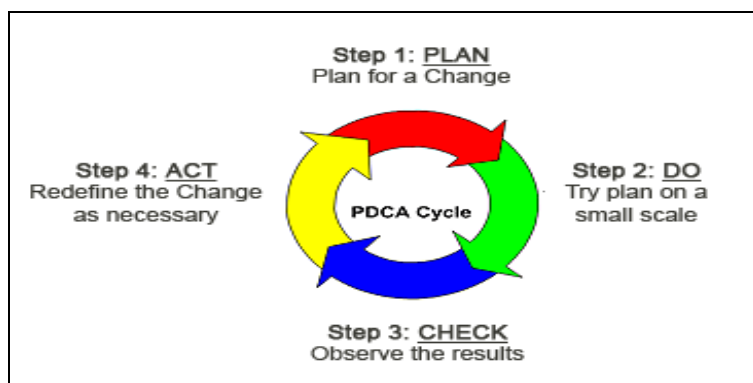 Step 1: PLAN
Plan for a Change
Step 2: DO
Try plan on a
small scale
Step 3: CHECK
Observe the results
Step 4: ACT
Redefine the Change
as necessary
PDCA Cycle